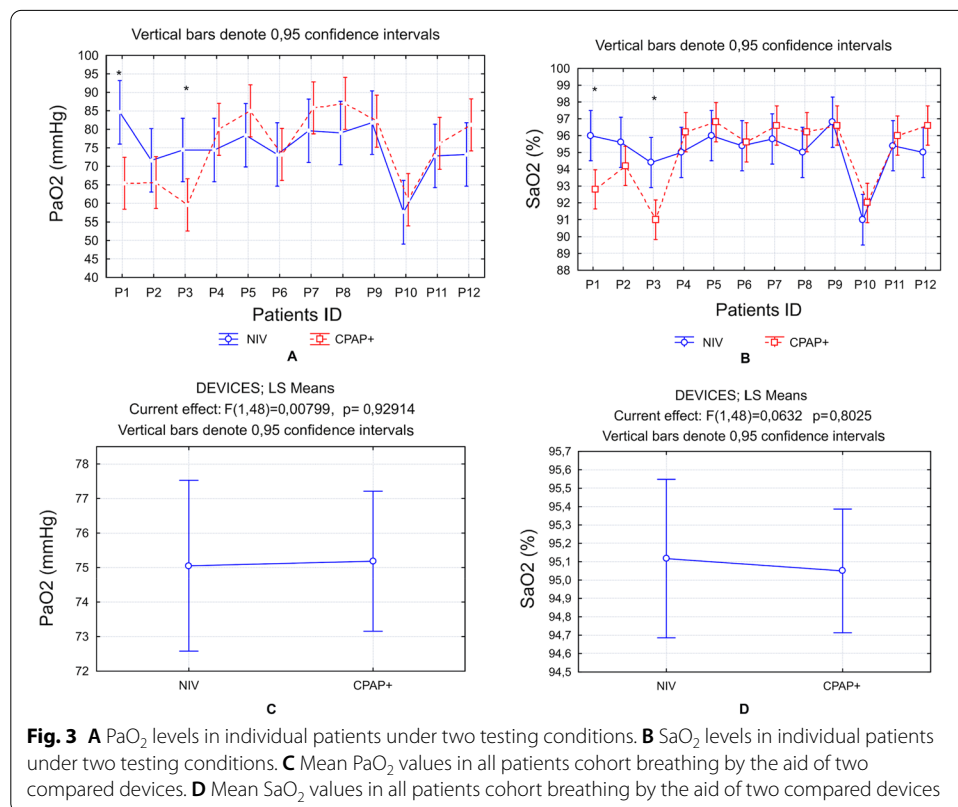 Vertical bars denote 0,95 confidence intervals
PaO2 (mmHg)
100
95
90
85
80
75
70
65
60
55
50
45
40
*
*
P1 P2 P3 P4 P5 P6 P7 P8 P9 P10 P11 P12
Patients ID
NIV CPAP+
A
Vertical bars denote 0,95 confidence intervals
SaO2 (%)
100
99
98
97
96
95
94
93
92
91
90
89
88
*
*
P1 P2 P3 P4 P5 P6 P7 P8 P9 P10 P11 P12
Patients ID
NIV CPAP+
B
DEVICES; LS Means
Current effect: F(1,48)=0,00799, p= 0,92914
Vertical bars denote 0,95 confidence intervals
PaO2 (mmHg)
78
77
76
75
74
73
72
NIV CPAP+
C
DEVICES; LS Means
Current effect: F(1,48)=0,0632 p=0,8025
Vertical bars denote 0,95 confidence intervals
SaO2 (%)
95,7
95,6
95,5
95,4
95,3
95,2
95,1
95,0
94,9
94,8
94,7
94,6
94,5
NIV CPAP+
D
Fig. 3 A PaO₂ levels in individual patients under two testing conditions. B SaO₂ levels in individual patients
under two testing conditions. C Mean PaO₂ values in all patients cohort breathing by the aid of two
compared devices. D Mean SaO₂ values in all patients cohort breathing by the aid of two compared devices